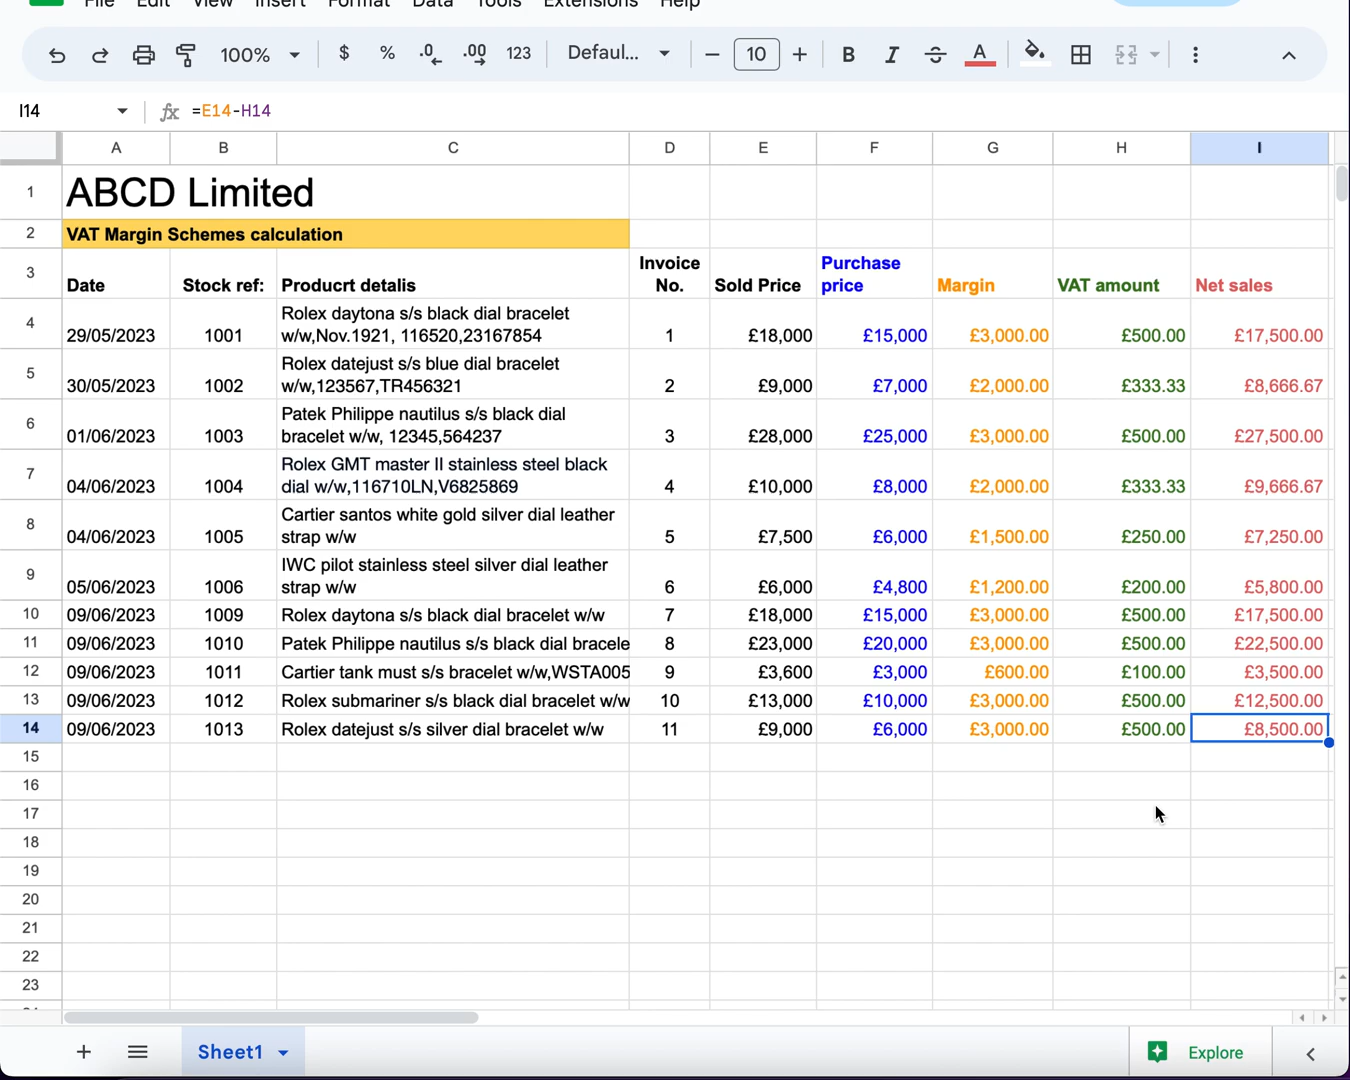 File Edit View Insert Format Data Tools Extensions Help
100% $ % .0 .00 123 Defaul... − 10 + B I S A
I14 fx =E14-H14
A B C D E F G H I
1 ABCD Limited
2 VAT Margin Schemes calculation
3 Date Stock ref: Producrt detalis Invoice No. Sold Price Purchase price Margin VAT amount Net sales
4 29/05/2023 1001 Rolex daytona s/s black dial bracelet
w/w,Nov.1921, 116520,23167854 1 £18,000 £15,000 £3,000.00 £500.00 £17,500.00
5 30/05/2023 1002 Rolex datejust s/s blue dial bracelet
w/w,123567,TR456321 2 £9,000 £7,000 £2,000.00 £333.33 £8,666.67
6 01/06/2023 1003 Patek Philippe nautilus s/s black dial
bracelet w/w, 12345,564237 3 £28,000 £25,000 £3,000.00 £500.00 £27,500.00
7 04/06/2023 1004 Rolex GMT master II stainless steel black
dial w/w,116710LN,V6825869 4 £10,000 £8,000 £2,000.00 £333.33 £9,666.67
8 04/06/2023 1005 Cartier santos white gold silver dial leather
strap w/w 5 £7,500 £6,000 £1,500.00 £250.00 £7,250.00
9 05/06/2023 1006 IWC pilot stainless steel silver dial leather
strap w/w 6 £6,000 £4,800 £1,200.00 £200.00 £5,800.00
10 09/06/2023 1009 Rolex daytona s/s black dial bracelet w/w 7 £18,000 £15,000 £3,000.00 £500.00 £17,500.00
11 09/06/2023 1010 Patek Philippe nautilus s/s black dial bracele 8 £23,000 £20,000 £3,000.00 £500.00 £22,500.00
12 09/06/2023 1011 Cartier tank must s/s bracelet w/w,WSTA005 9 £3,600 £3,000 £600.00 £100.00 £3,500.00
13 09/06/2023 1012 Rolex submariner s/s black dial bracelet w/w 10 £13,000 £10,000 £3,000.00 £500.00 £12,500.00
14 09/06/2023 1013 Rolex datejust s/s silver dial bracelet w/w 11 £9,000 £6,000 £3,000.00 £500.00 £8,500.00
15
16
17
18
19
20
21
22
23
Sheet1 Explore